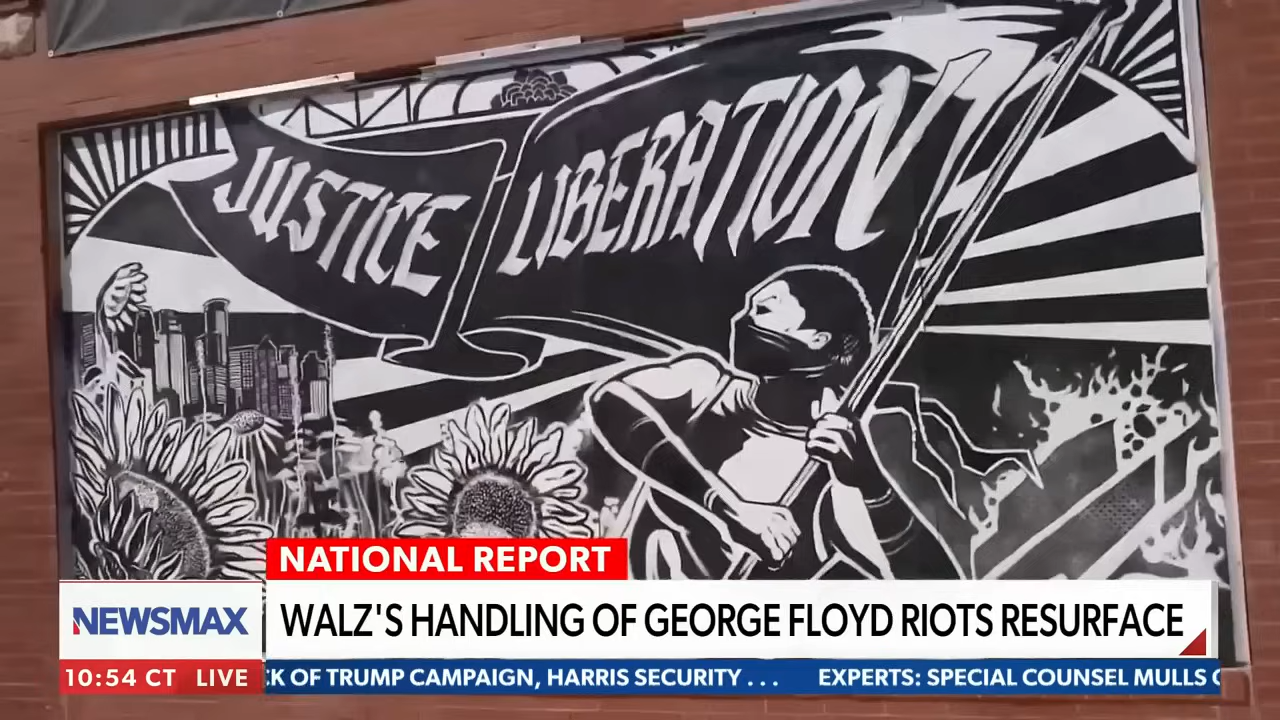 JUSTICE
LIBERATION
NATIONAL REPORT
NEWSMAX
WALZ'S HANDLING OF GEORGE FLOYD RIOTS RESURFACE
10:54 CT LIVE
OF TRUMP CAMPAIGN, HARRIS SECURITY . . . EXPERTS: SPECIAL COUNSEL MULLS